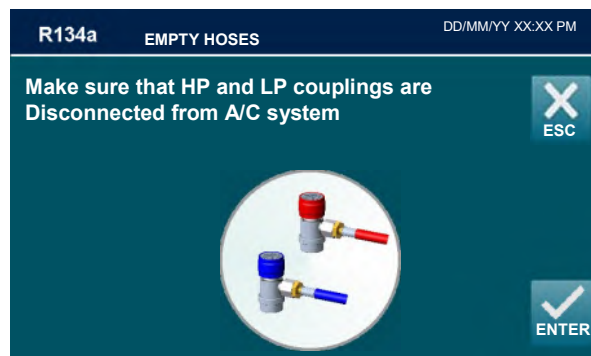 R134a EMPTY HOSES DD/MM/YY XX:XX PM
Make sure that HP and LP couplings are
Disconnected from A/C system
ESC
ENTER